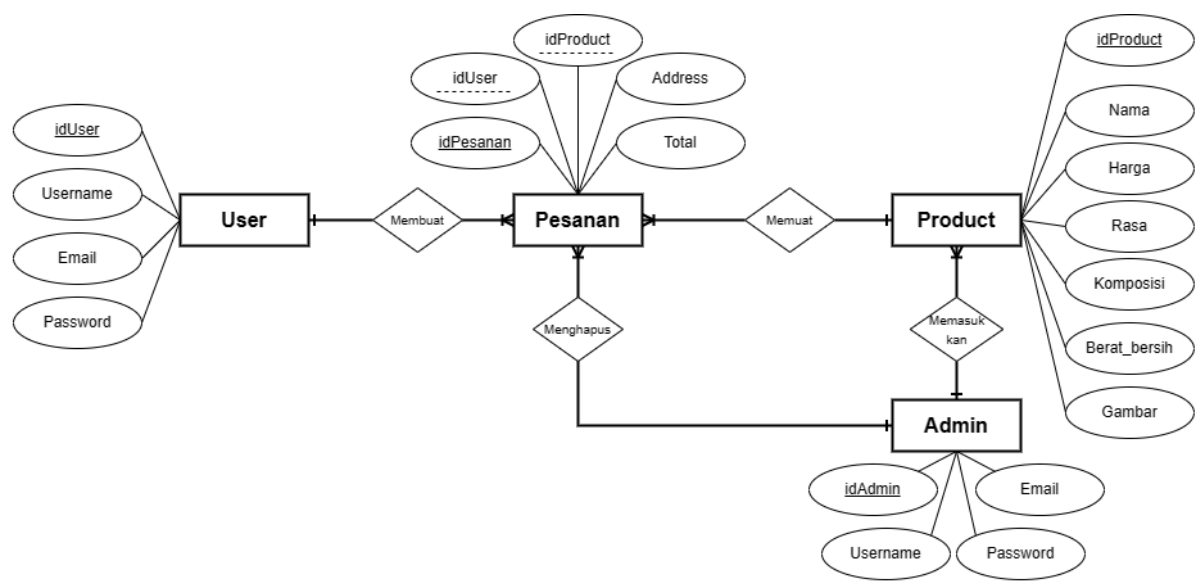 idProduct
idUser
Address
idPesanan
Total
idUser
Username
Email
Password
User
Membuat
Pesanan
Memuat
Product
idProduct
Nama
Harga
Rasa
Komposisi
Berat_bersih
Gambar
Menghapus
Memasuk
kan
Admin
idAdmin
Email
Username
Password